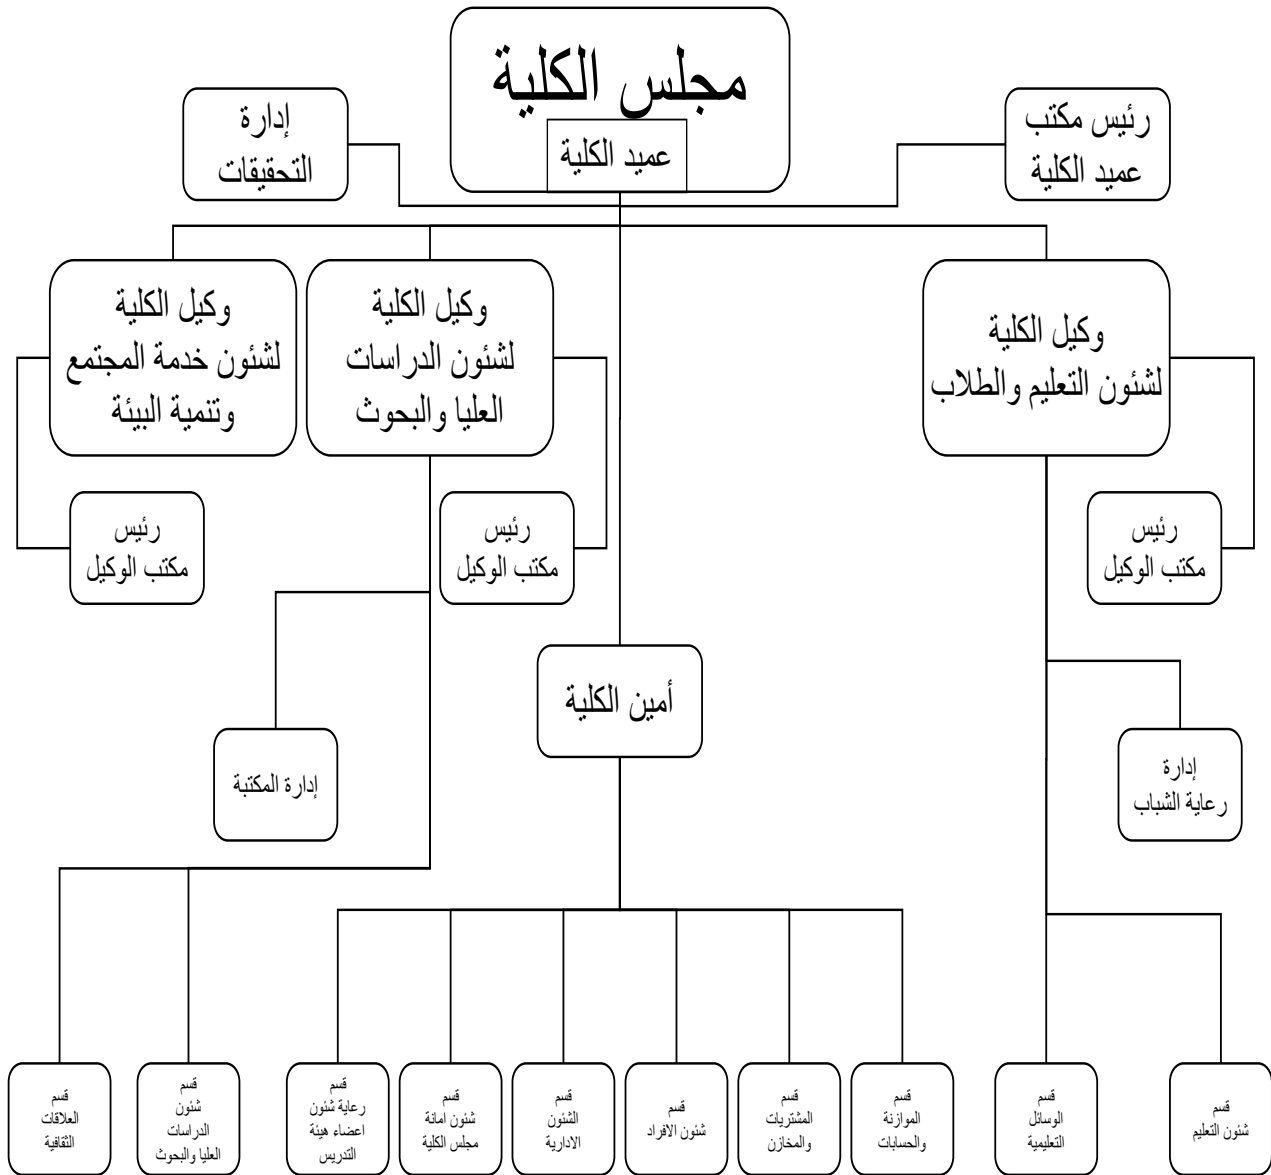 مجلس الكلية
عميد الكلية
رئيس مكتب
عميد الكلية
إدارة
التحقيقات
وكيل الكلية
لشئون التعليم والطلاب
وكيل الكلية
لشئون الدراسات
العليا والبحوث
وكيل الكلية
لشئون خدمة المجتمع
وتنمية البيئة
رئيس
مكتب الوكيل
رئيس
مكتب الوكيل
رئيس
مكتب الوكيل
أمين الكلية
إدارة
رعاية الشباب
إدارة المكتبة
قسم
شئون التعليم
قسم
الوسائل
التعليمية
قسم
الموازنة
والحسابات
قسم
المشتريات
والمخازن
قسم
شئون الافراد
قسم
الشئون
الادارية
قسم
شئون امانة
مجلس الكلية
قسم
رعاية شئون
اعضاء هيئة
التدريس
قسم
شئون
الدراسات
العليا والبحوث
قسم
العلاقات
الثقافية